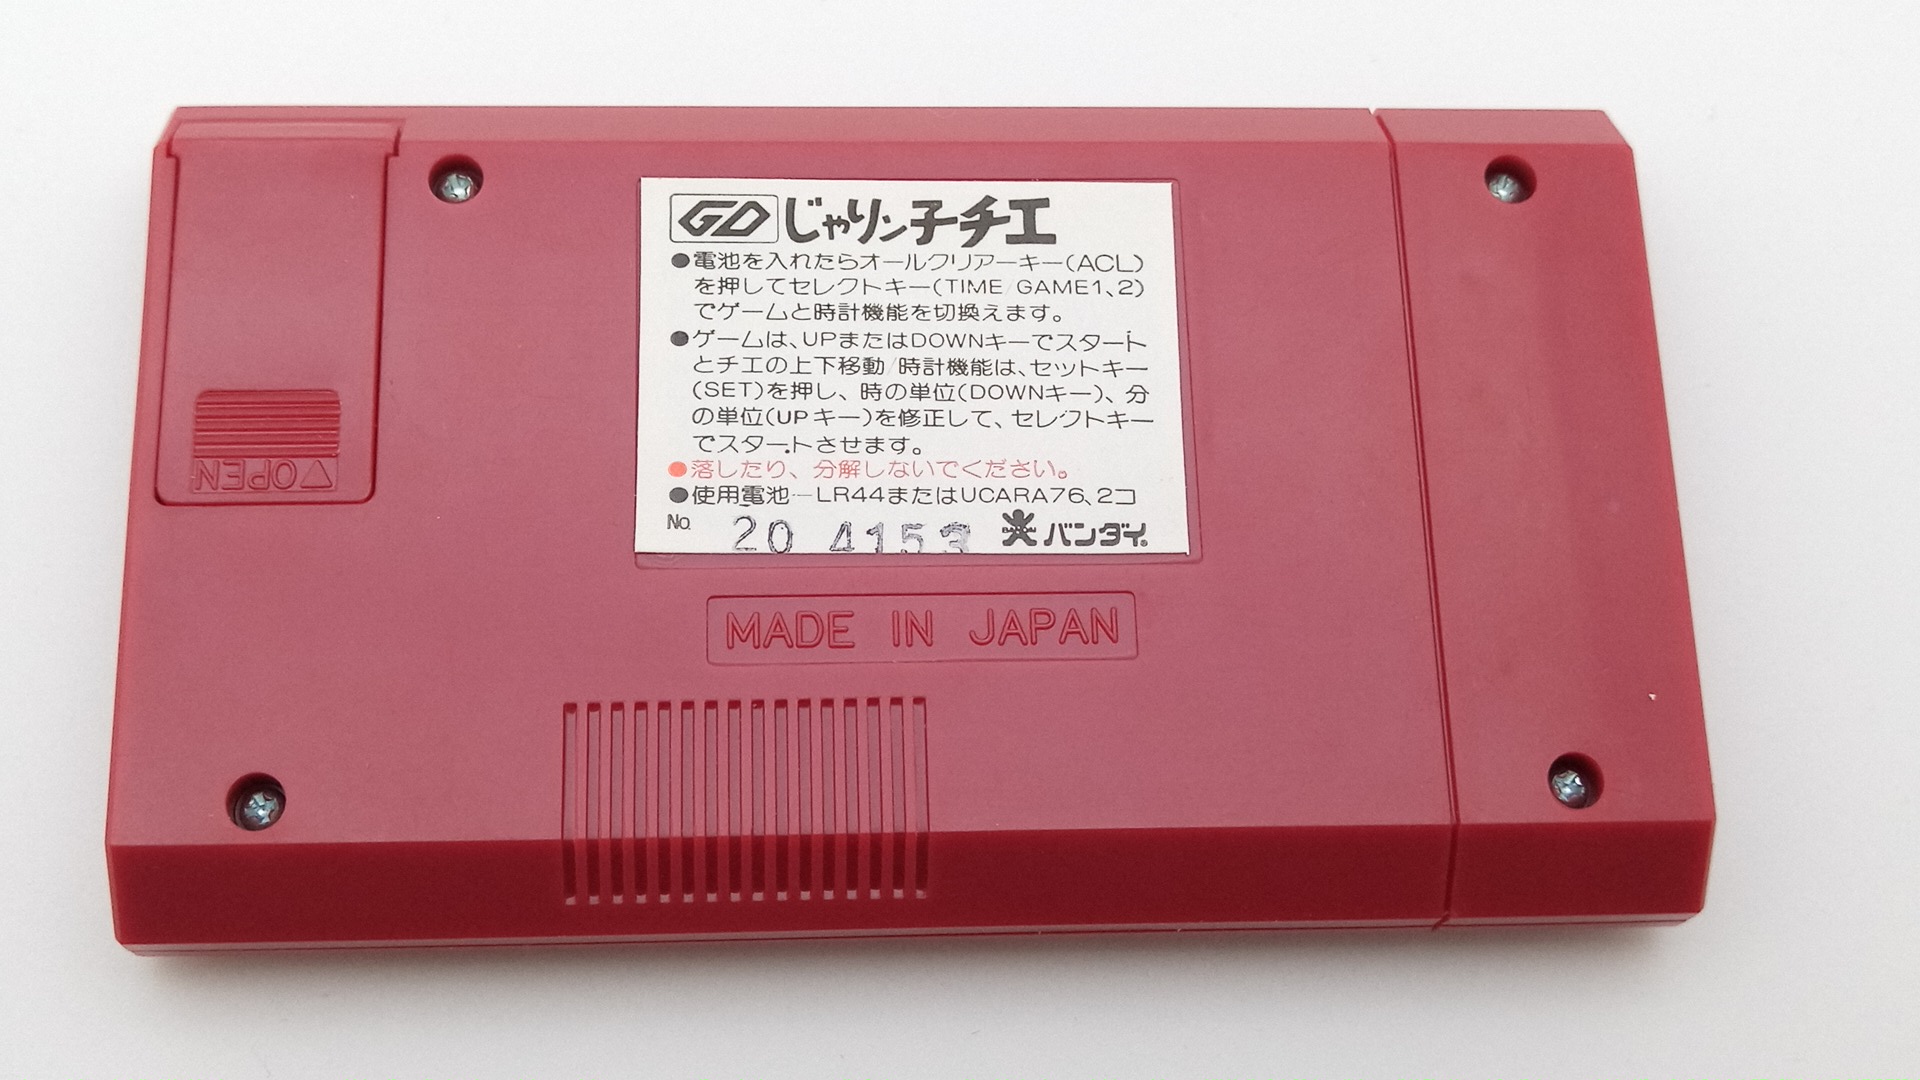 GD じゃリン子チエ
●電池を入れたらオールクリアーキー(ACL)
を押してセレクトキー(TIME/GAME1、2)
でゲームと時計機能を切換えます。
●ゲームは、UPまたはDOWNキーでスタート
とチエの上下移動/時計機能は、セットキー
(SET)を押し、時の単位(DOWNキー)、分
の単位(UPキー)を修正して、セレクトキー
でスタートさせます。
●落したり、分解しないでください。
●使用電池…LR44またはUCARA76、2コ
No. 20 4153 BANDAI バンダイ®
MADE IN JAPAN
△OPEN